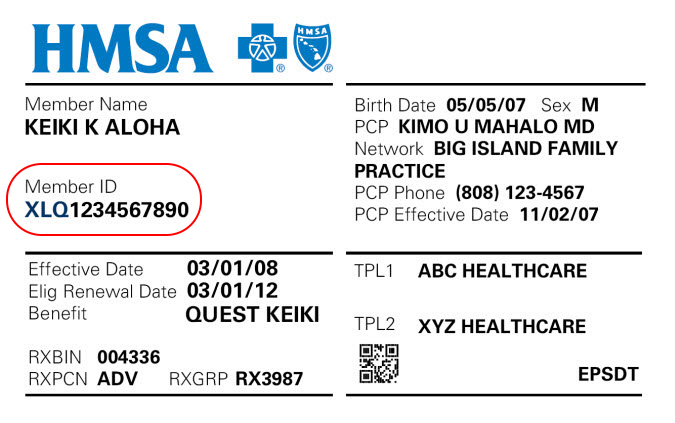 HMSA
HMSA
Member Name
KEIKI K ALOHA
Member ID
XLQ1234567890
Birth Date 05/05/07 Sex M
PCP KIMO U MAHALO MD
Network BIG ISLAND FAMILY
PRACTICE
PCP Phone (808) 123-4567
PCP Effective Date 11/02/07
Effective Date 03/01/08
Elig Renewal Date 03/01/12
Benefit QUEST KEIKI
RXBIN 004336
RXPCN ADV RXGRP RX3987
TPL1 ABC HEALTHCARE
TPL2 XYZ HEALTHCARE
EPSDT